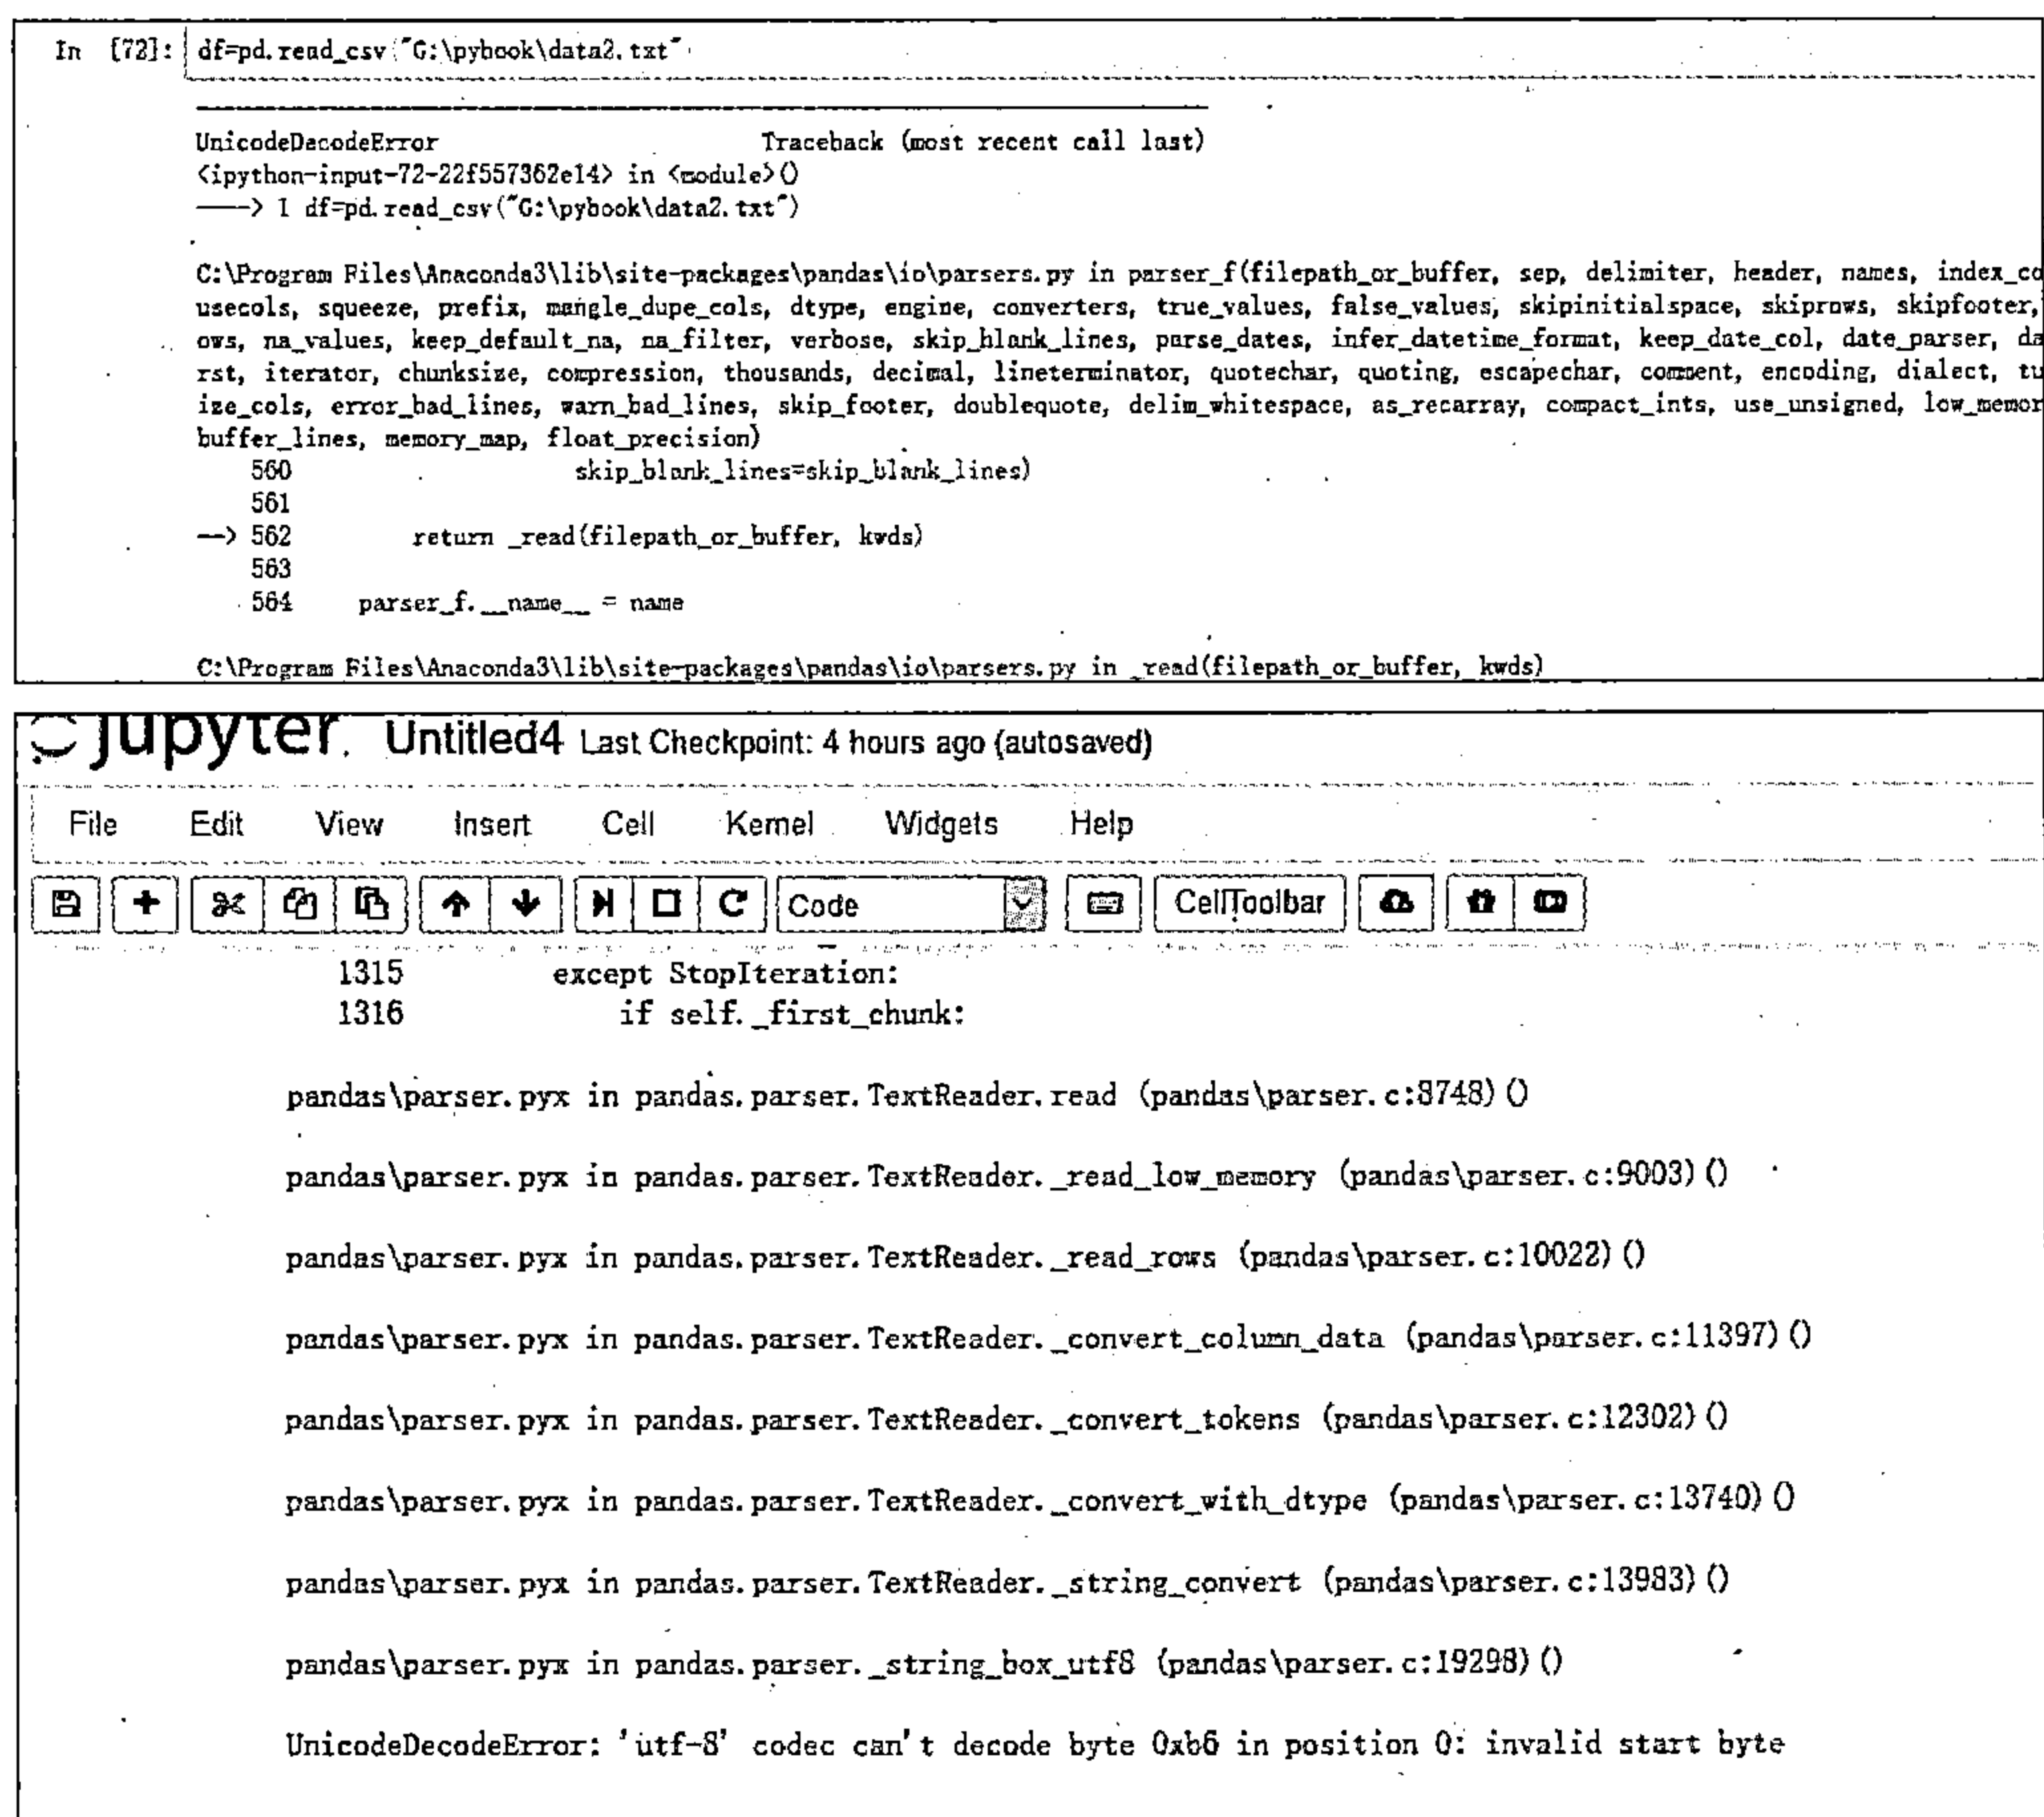 In [72]: df=pd.read_csv("G:\pybook\data2.txt"
UnicodeDecodeError Traceback (most recent call last)
<ipython-input-72-22f557362e14> in <module>()
----> 1 df=pd.read_csv("G:\pybook\data2.txt")
C:\Program Files\Anaconda3\lib\site-packages\pandas\io\parsers.py in parser_f(filepath_or_buffer, sep, delimiter, header, names, index_co
usecols, squeeze, prefix, mangle_dupe_cols, dtype, engine, converters, true_values, false_values, skipinitialspace, skiprows, skipfooter,
ows, na_values, keep_default_na, na_filter, verbose, skip_blank_lines, parse_dates, infer_datetime_format, keep_date_col, date_parser, da
rst, iterator, chunksize, compression, thousands, decimal, lineterminator, quotechar, quoting, escapechar, comment, encoding, dialect, tu
ize_cols, error_bad_lines, warn_bad_lines, skip_footer, doublequote, delim_whitespace, as_recarray, compact_ints, use_unsigned, low_memor
buffer_lines, memory_map, float_precision)
560 skip_blank_lines=skip_blank_lines)
561
--> 562 return _read(filepath_or_buffer, kwds)
563
564 parser_f.__name__ = name
C:\Program Files\Anaconda3\lib\site-packages\pandas\io\parsers.py in _read(filepath_or_buffer, kwds)
jupyter Untitled4 Last Checkpoint: 4 hours ago (autosaved)
File Edit View Insert Cell Kernel Widgets Help
Code CellToolbar
1315 except StopIteration:
1316 if self._first_chunk:
pandas\parser.pyx in pandas.parser.TextReader.read (pandas\parser.c:8748)()
pandas\parser.pyx in pandas.parser.TextReader._read_low_memory (pandas\parser.c:9003)()
pandas\parser.pyx in pandas.parser.TextReader._read_rows (pandas\parser.c:10022)()
pandas\parser.pyx in pandas.parser.TextReader._convert_column_data (pandas\parser.c:11397)()
pandas\parser.pyx in pandas.parser.TextReader._convert_tokens (pandas\parser.c:12302)()
pandas\parser.pyx in pandas.parser.TextReader._convert_with_dtype (pandas\parser.c:13740)()
pandas\parser.pyx in pandas.parser.TextReader._string_convert (pandas\parser.c:13983)()
pandas\parser.pyx in pandas.parser._string_box_utf8 (pandas\parser.c:19298)()
UnicodeDecodeError: 'utf-8' codec can't decode byte 0xb6 in position 0: invalid start byte